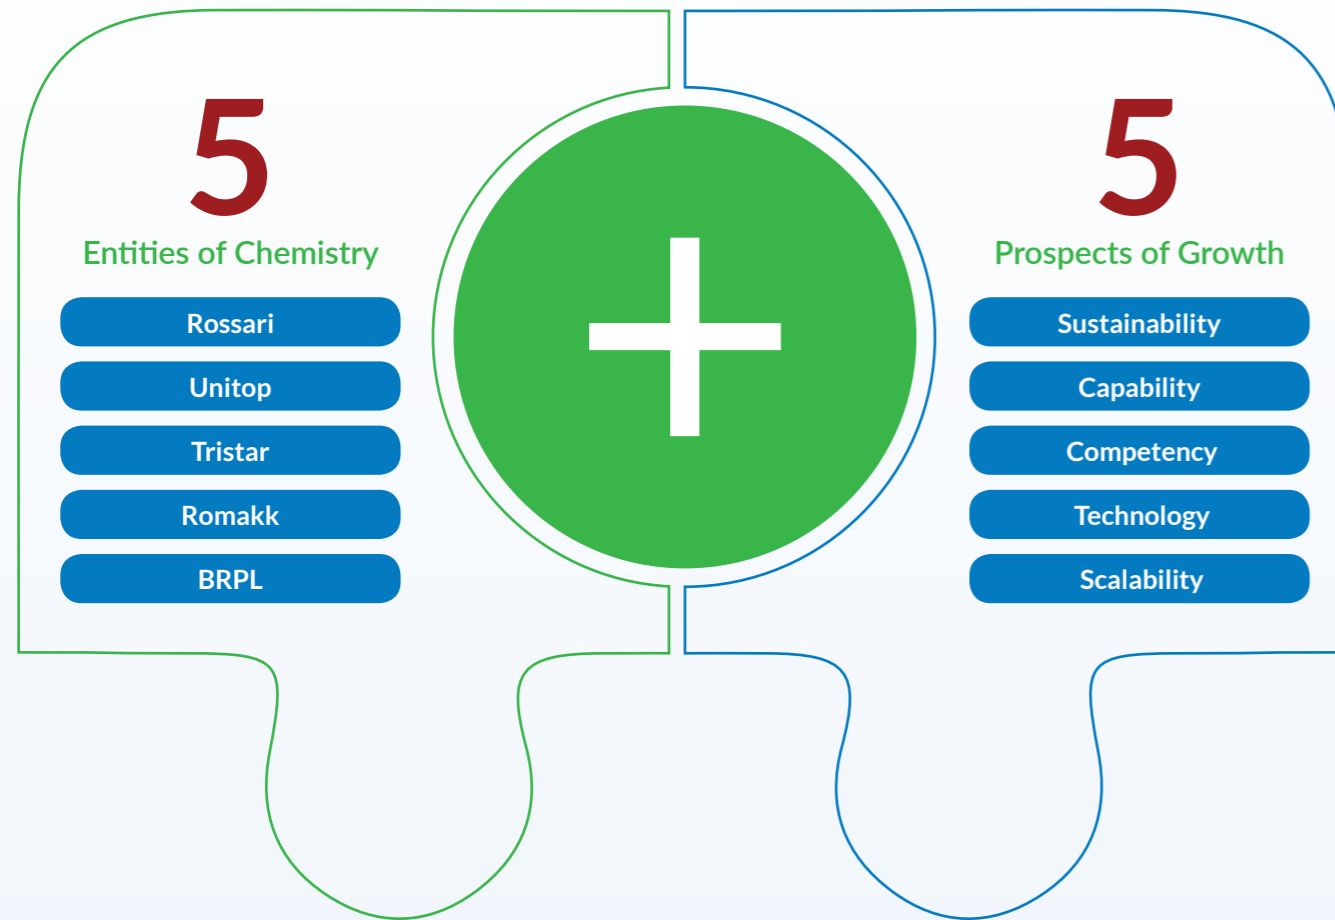 5
Entities of Chemistry
Rossari
Unitop
Tristar
Romakk
BRPL
+
5
Prospects of Growth
Sustainability
Capability
Competency
Technology
Scalability